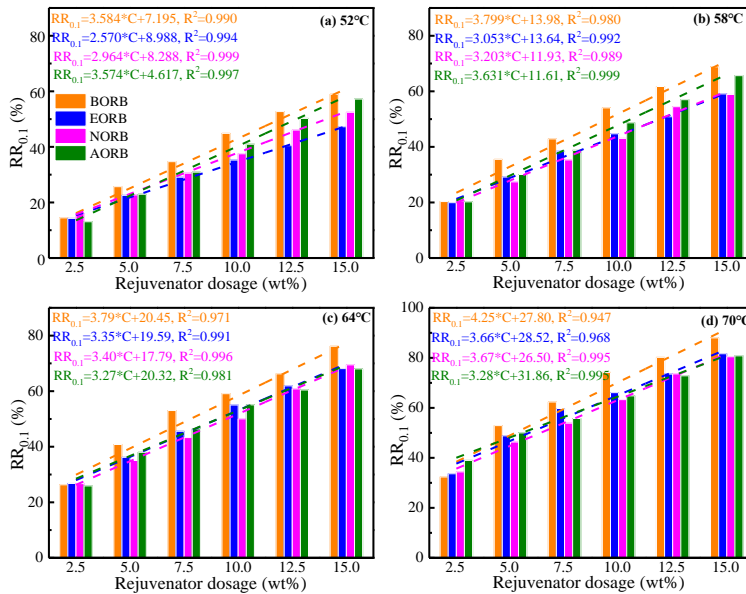 RR0.1=3.584*C+7.195, R2=0.990
(a) 52℃
RR0.1=2.570*C+8.988, R2=0.994
RR0.1=2.964*C+8.288, R2=0.999
RR0.1=3.574*C+4.617, R2=0.997
BORB
EORB
NORB
AORB
80
60
40
20
0
RR0.1 (%)
2.5 5.0 7.5 10.0 12.5 15.0
Rejuvenator dosage (wt%)
RR0.1=3.799*C+13.98, R2=0.980
(b) 58℃
RR0.1=3.053*C+13.64, R2=0.992
RR0.1=3.203*C+11.93, R2=0.989
RR0.1=3.631*C+11.61, R2=0.999
80
60
40
20
0
RR0.1 (%)
2.5 5.0 7.5 10.0 12.5 15.0
Rejuvenator dosage (wt%)
RR0.1=3.79*C+20.45, R2=0.971
(c) 64℃
RR0.1=3.35*C+19.59, R2=0.991
RR0.1=3.40*C+17.79, R2=0.996
RR0.1=3.27*C+20.32, R2=0.981
80
60
40
20
0
RR0.1 (%)
2.5 5.0 7.5 10.0 12.5 15.0
Rejuvenator dosage (wt%)
RR0.1=4.25*C+27.80, R2=0.947
(d) 70℃
RR0.1=3.66*C+28.52, R2=0.968
RR0.1=3.67*C+26.50, R2=0.995
RR0.1=3.28*C+31.86, R2=0.995
100
80
60
40
20
0
RR0.1 (%)
2.5 5.0 7.5 10.0 12.5 15.0
Rejuvenator dosage (wt%)